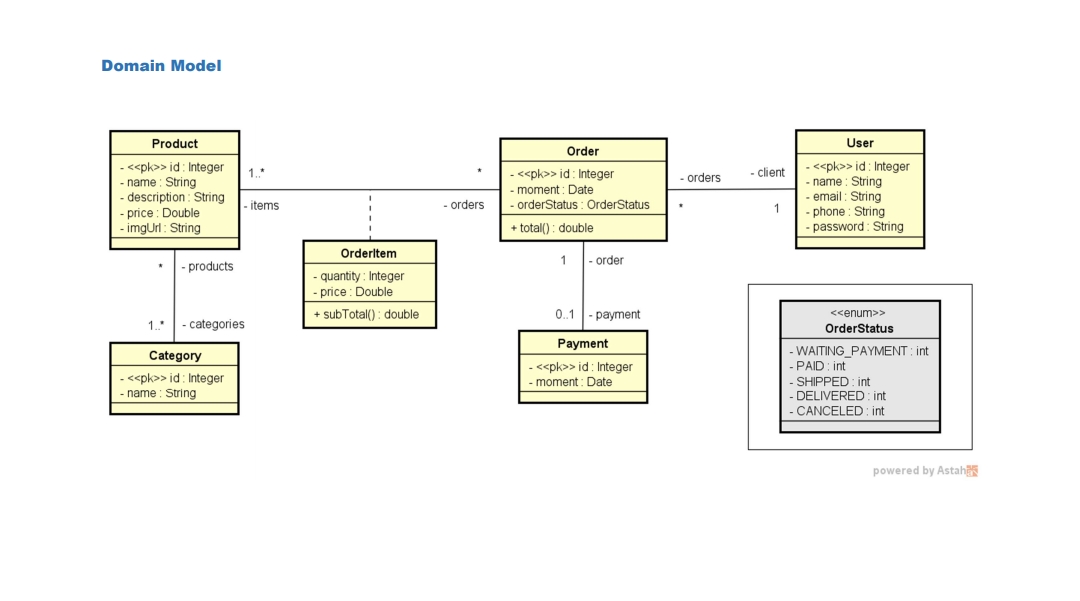 Domain Model
Product
- <<pk>> id : Integer
- name : String
- description : String
- price : Double
- imgUrl : String
1..*
- items
*
- orders
OrderItem
- quantity : Integer
- price : Double
+ subTotal() : double
Order
- <<pk>> id : Integer
- moment : Date
- orderStatus : OrderStatus
+ total() : double
- orders
*
- client
1
User
- <<pk>> id : Integer
- name : String
- email : String
- phone : String
- password : String
* - products
1..* - categories
Category
- <<pk>> id : Integer
- name : String
1 - order
0..1 - payment
Payment
- <<pk>> id : Integer
- moment : Date
<<enum>>
OrderStatus
- WAITING_PAYMENT : int
- PAID : int
- SHIPPED : int
- DELIVERED : int
- CANCELED : int
powered by Astah